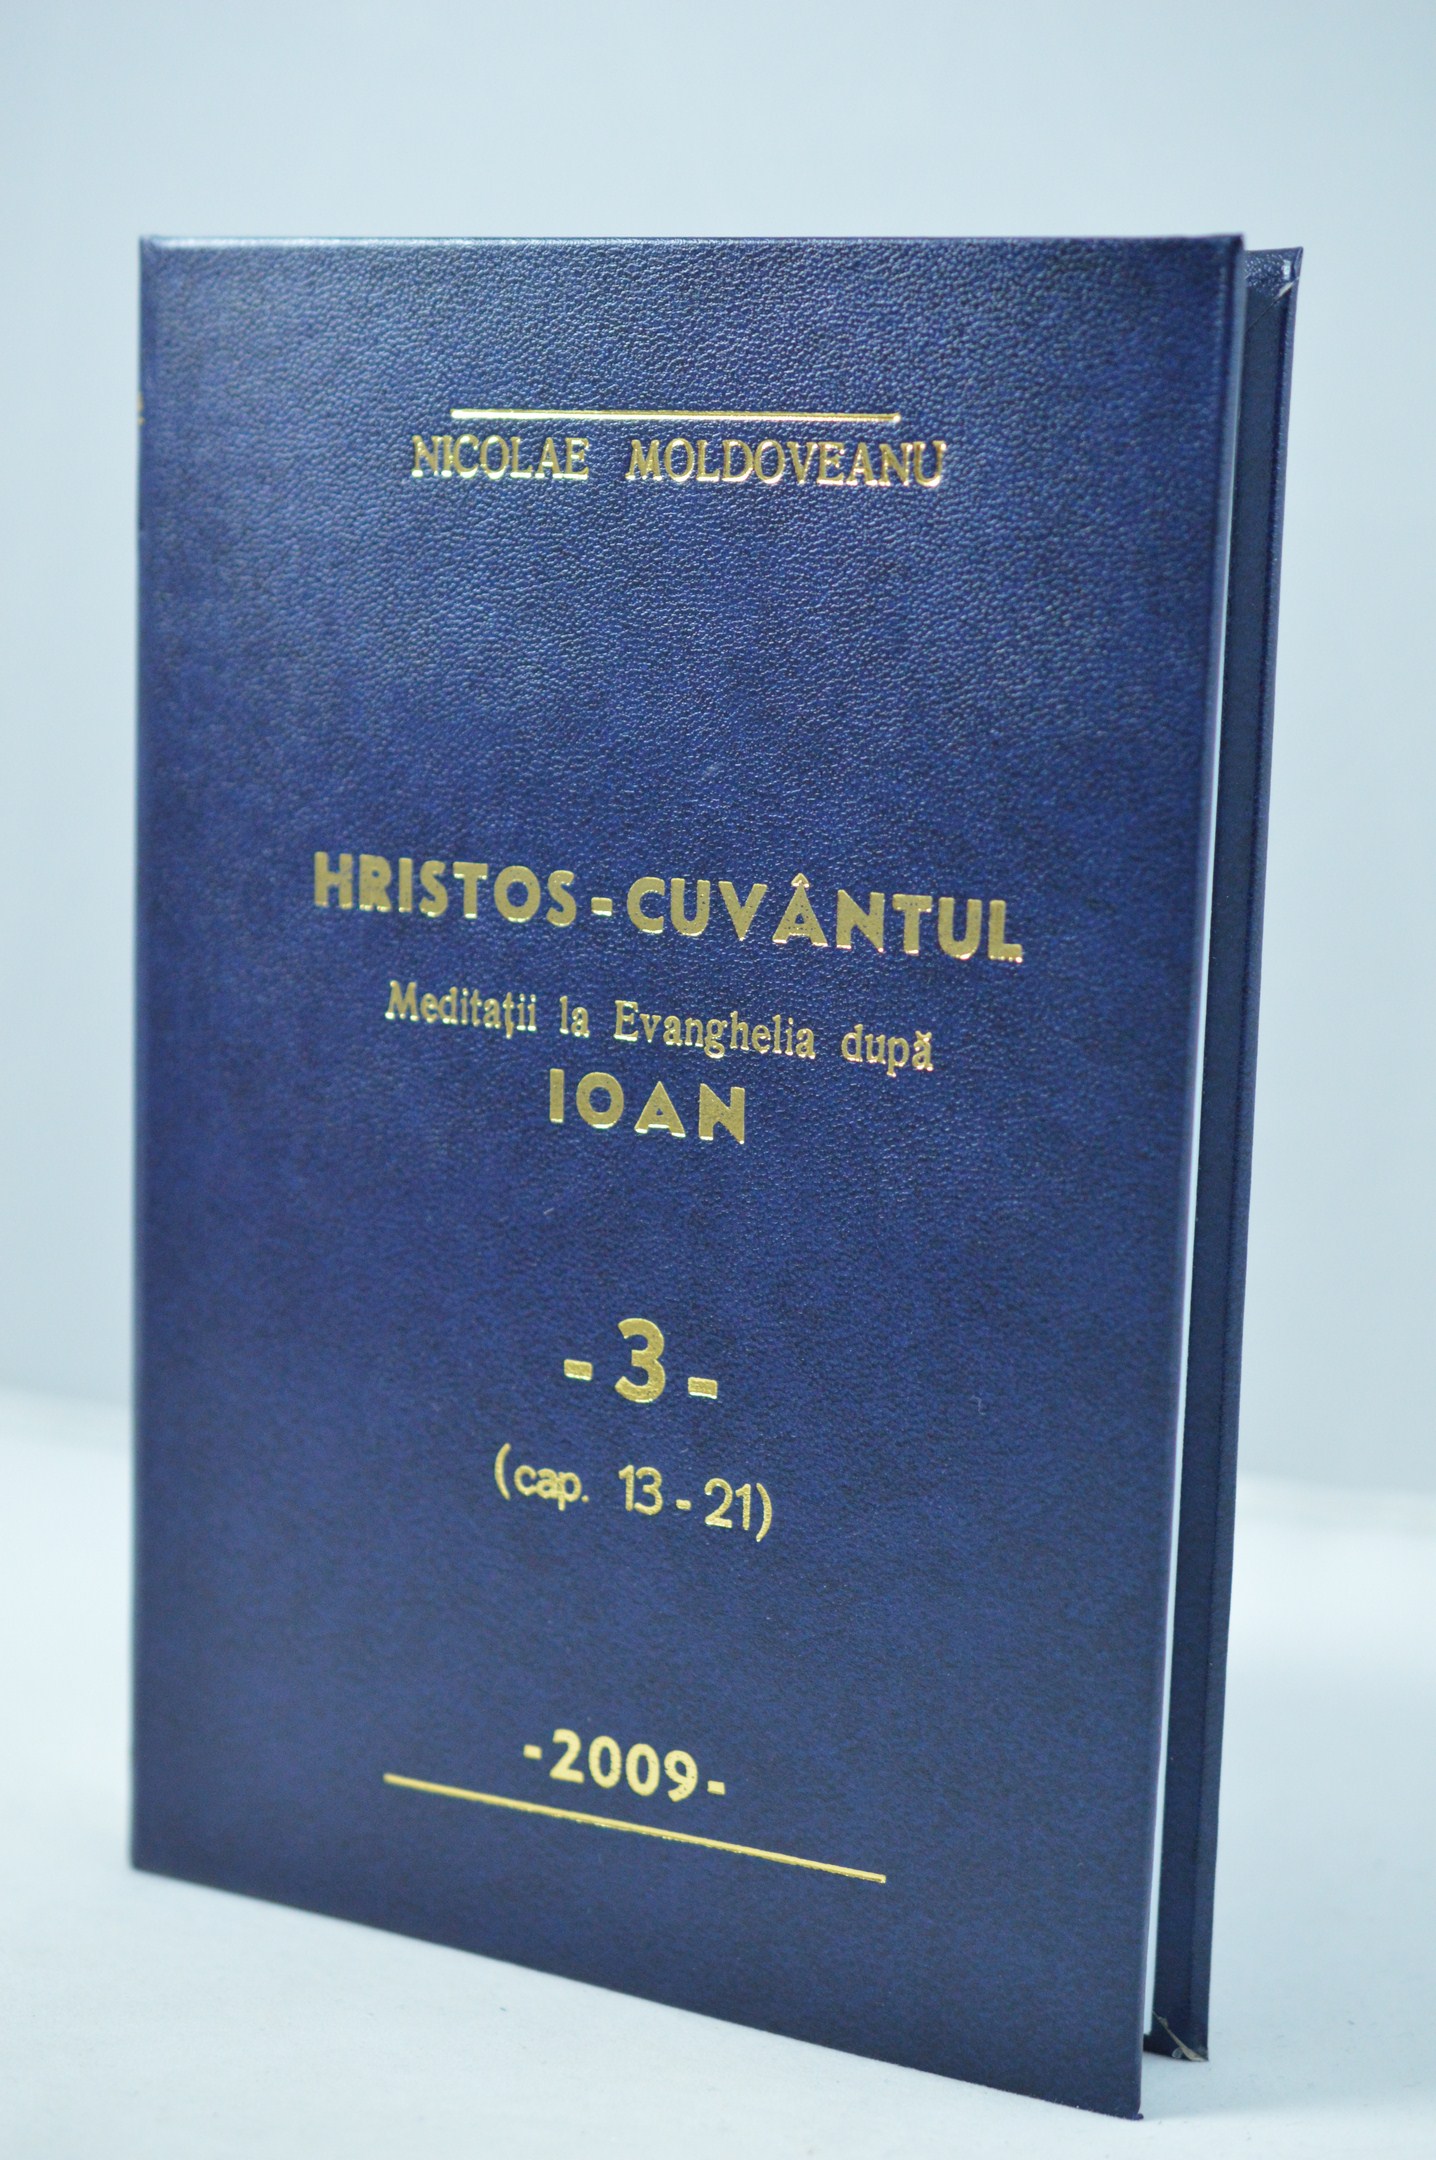 NICOLAE MOLDOVEANU
HRISTOS-CUVÂNTUL
Meditaţii la Evanghelia după
IOAN
-3-
(cap. 13-21)
-2009-